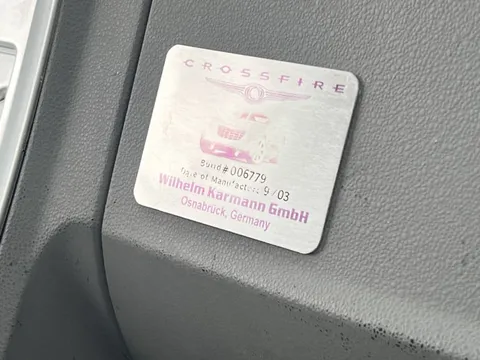 CROSSFIRE
Build # 006779
Date of Manufacture: 9/03
Wilhelm Karmann GmbH
Osnabrück, Germany